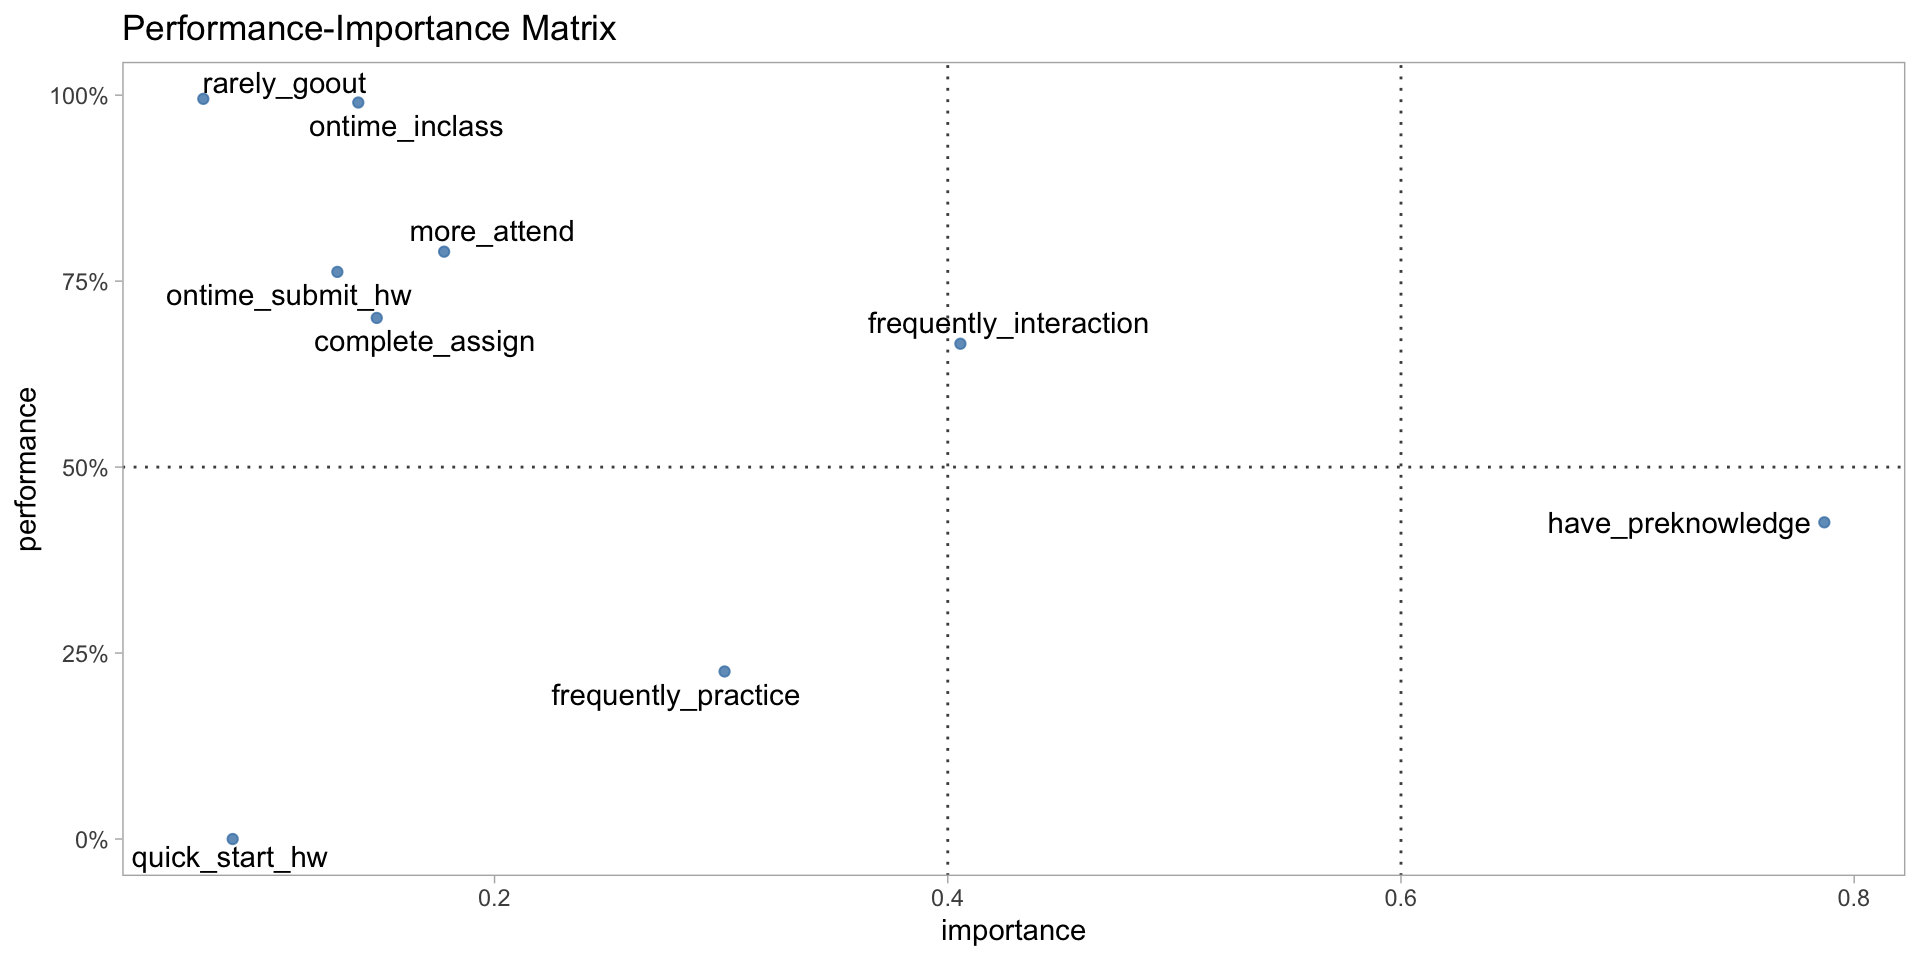 Performance-Importance Matrix
100%
rarely_goout
ontime_inclass
more_attend
75%
ontime_submit_hw
complete_assign
frequently_interaction
performance
50%
have_preknowledge
25%
frequently_practice
0%
quick_start_hw
0.2
0.4
0.6
0.8
importance